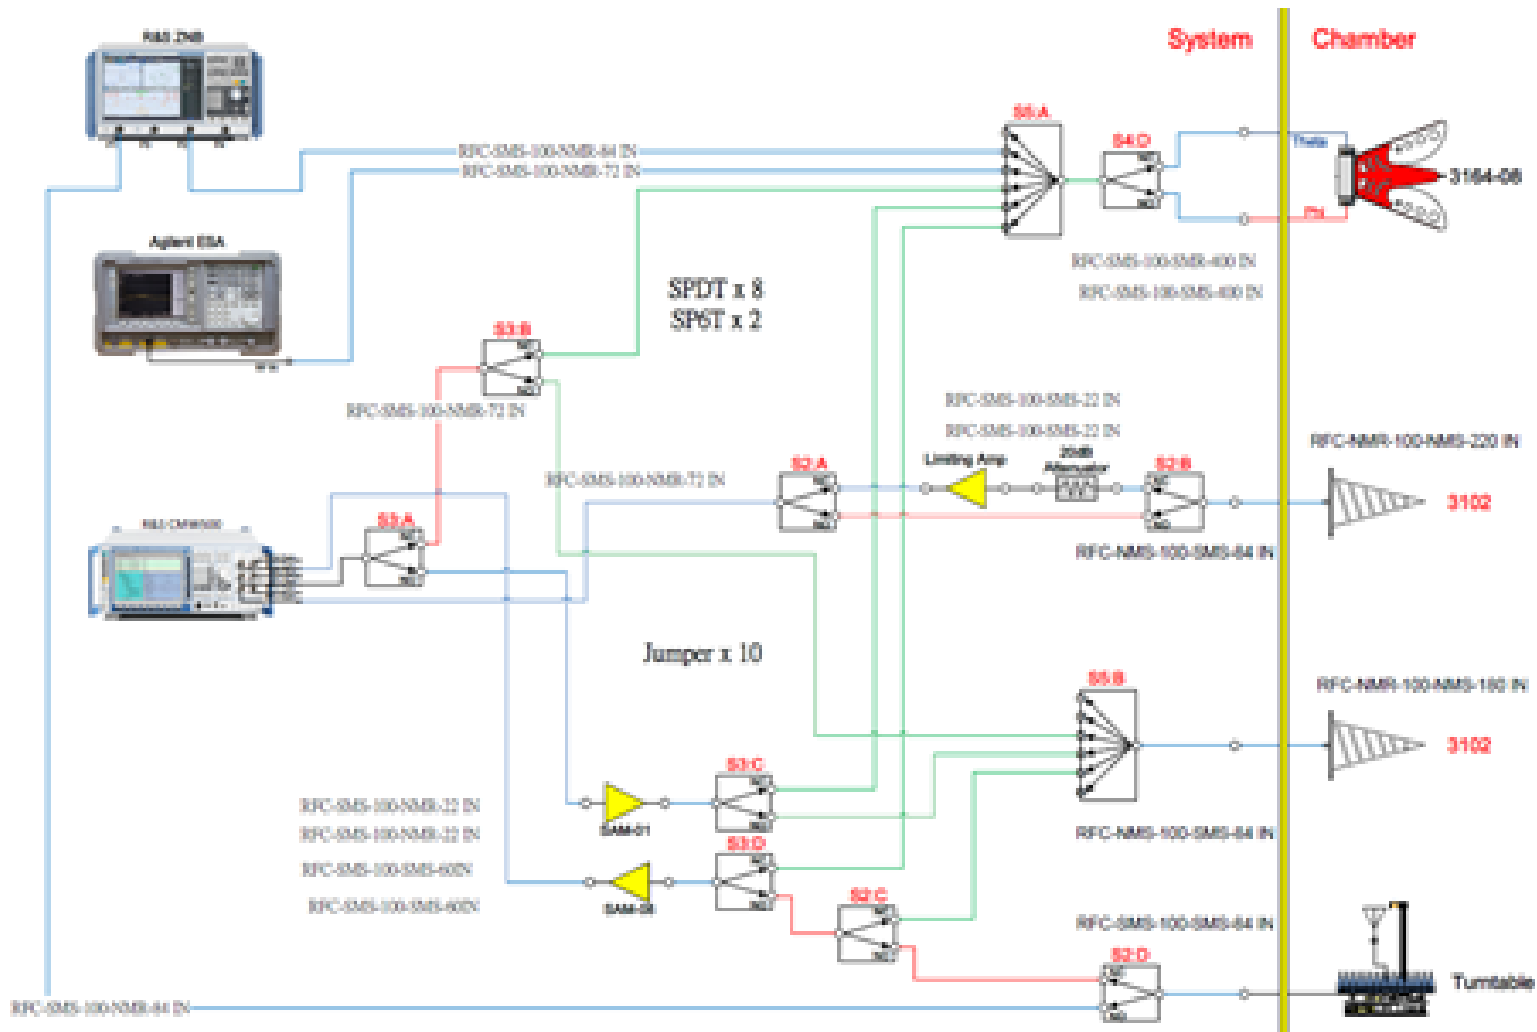 System
Chamber
R&S ZNB
S5:A
S4:D
RFC-SMS-100-NMR-84 IN
RFC-SMS-100-NMR-72 IN
Theta
3164-08
Phi
Agilent ESA
RFC-SMS-100-SMR-400 IN
RFC-SMS-100-SMS-400 IN
SPDT x 8
SP6T x 2
S3:B
RFC-SMS-100-NMR-72 IN
RFC-SMS-100-SMS-22 IN
RFC-SMS-100-SMS-22 IN
RFC-NMR-100-NMS-220 IN
Limiting Amp
20dB
Attenuator
S2:A
S2:B
RFC-SMS-100-NMR-72 IN
3102
R&S CMW500
S3:A
RFC-NMS-100-SMS-84 IN
Jumper x 10
S5:B
RFC-NMR-100-NMS-180 IN
3102
S3:C
RFC-SMS-100-NMR-22 IN
RFC-SMS-100-NMR-22 IN
SAM-01
RFC-NMS-100-SMS-84 IN
S3:D
RFC-SMS-100-SMS-60IN
RFC-SMS-100-SMS-60IN
S2:C
RFC-SMS-100-SMS-84 IN
S2:D
Turntable
RFC-SMS-100-NMR-84 IN